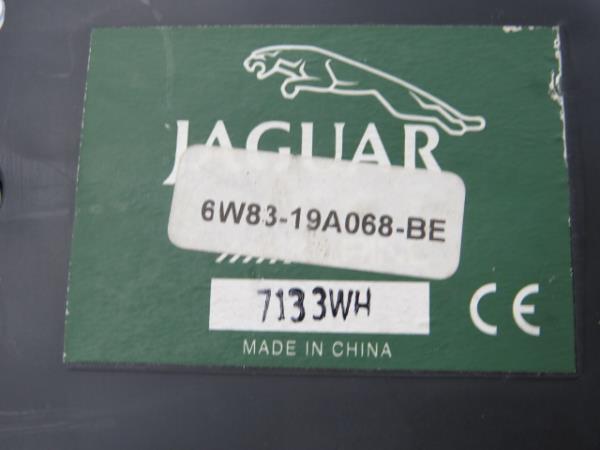 JAGUAR
6W83-19A068-BE
7133WH
CE
MADE IN CHINA